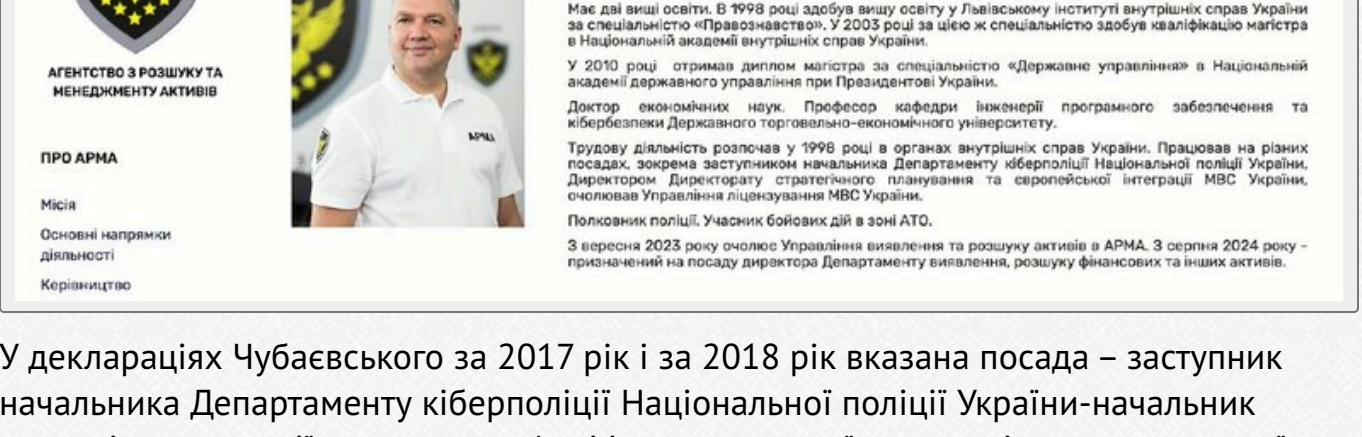 АГЕНТСТВО З РОЗШУКУ ТА
МЕНЕДЖМЕНТУ АКТИВІВ
ПРО АРМА
Місія
Основні напрямки
діяльності
Керівництво
АРМА
Має дві вищі освіти. В 1998 році здобув вищу освіту у Львівському інституті внутрішніх справ України
за спеціальністю «Правознавство». У 2003 році за цією ж спеціальністю здобув кваліфікацію магістра
в Національній академії внутрішніх справ України.
У 2010 році отримав диплом магістра за спеціальністю «Державне управління» в Національній
академії державного управління при Президентові України.
Доктор економічних наук. Професор кафедри інженерії програмного забезпечення та
кібербезпеки Державного торговельно-економічного університету.
Трудову діяльність розпочав у 1998 році в органах внутрішніх справ України. Працював на різних
посадах, зокрема заступником начальника Департаменту кіберполіції Національної поліції України,
Директором Директорату стратегічного планування та європейської інтеграції МВС України,
очолював Управління ліцензування МВС України.
Полковник поліції. Учасник бойових дій в зоні АТО.
З вересня 2023 року очолює Управління виявлення та розшуку активів в АРМА. З серпня 2024 року -
призначений на посаду директора Департаменту виявлення, розшуку фінансових та інших активів.
У деклараціях Чубаєвського за 2017 рік і за 2018 рік вказана посада – заступник
начальника Департаменту кіберполіції Національної поліції України-начальник